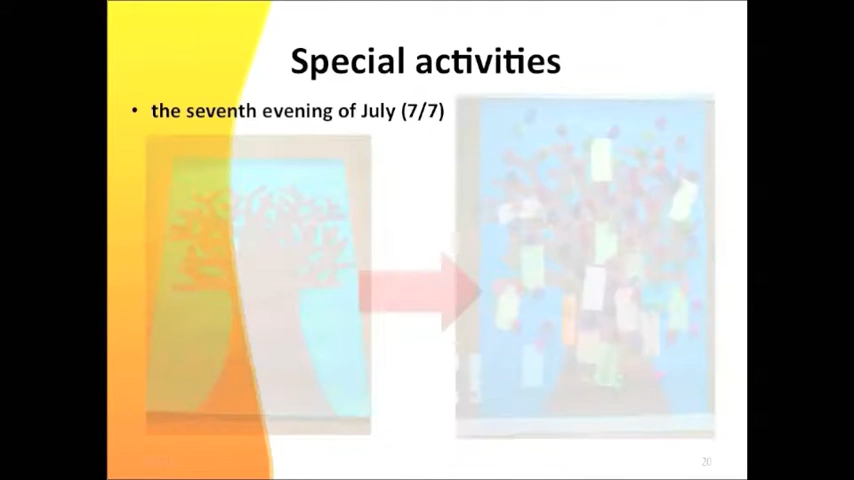 Special activities
• the seventh evening of July (7/7)
20